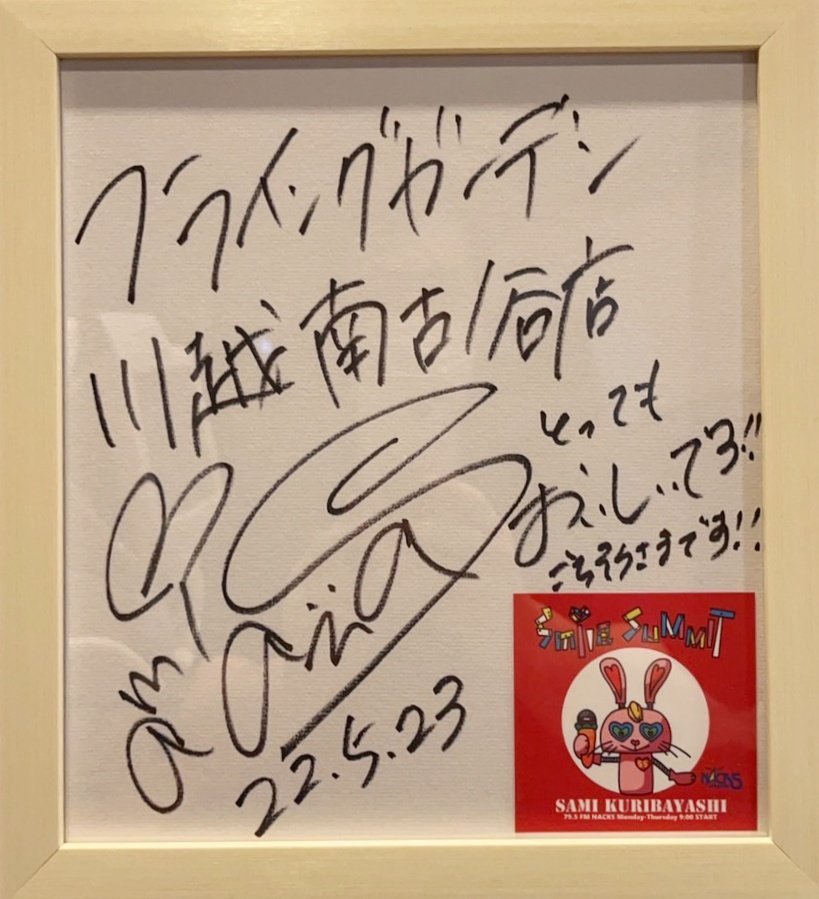 フライングガーデン
川越南古谷店
とっても
おいしいです!!
ごちそうさまです!!
22.5.23
SMILE SUMMIT
NACK5
SAMI KURIBAYASHI
79.5 FM NACK5 Monday-Thursday 9:00 START